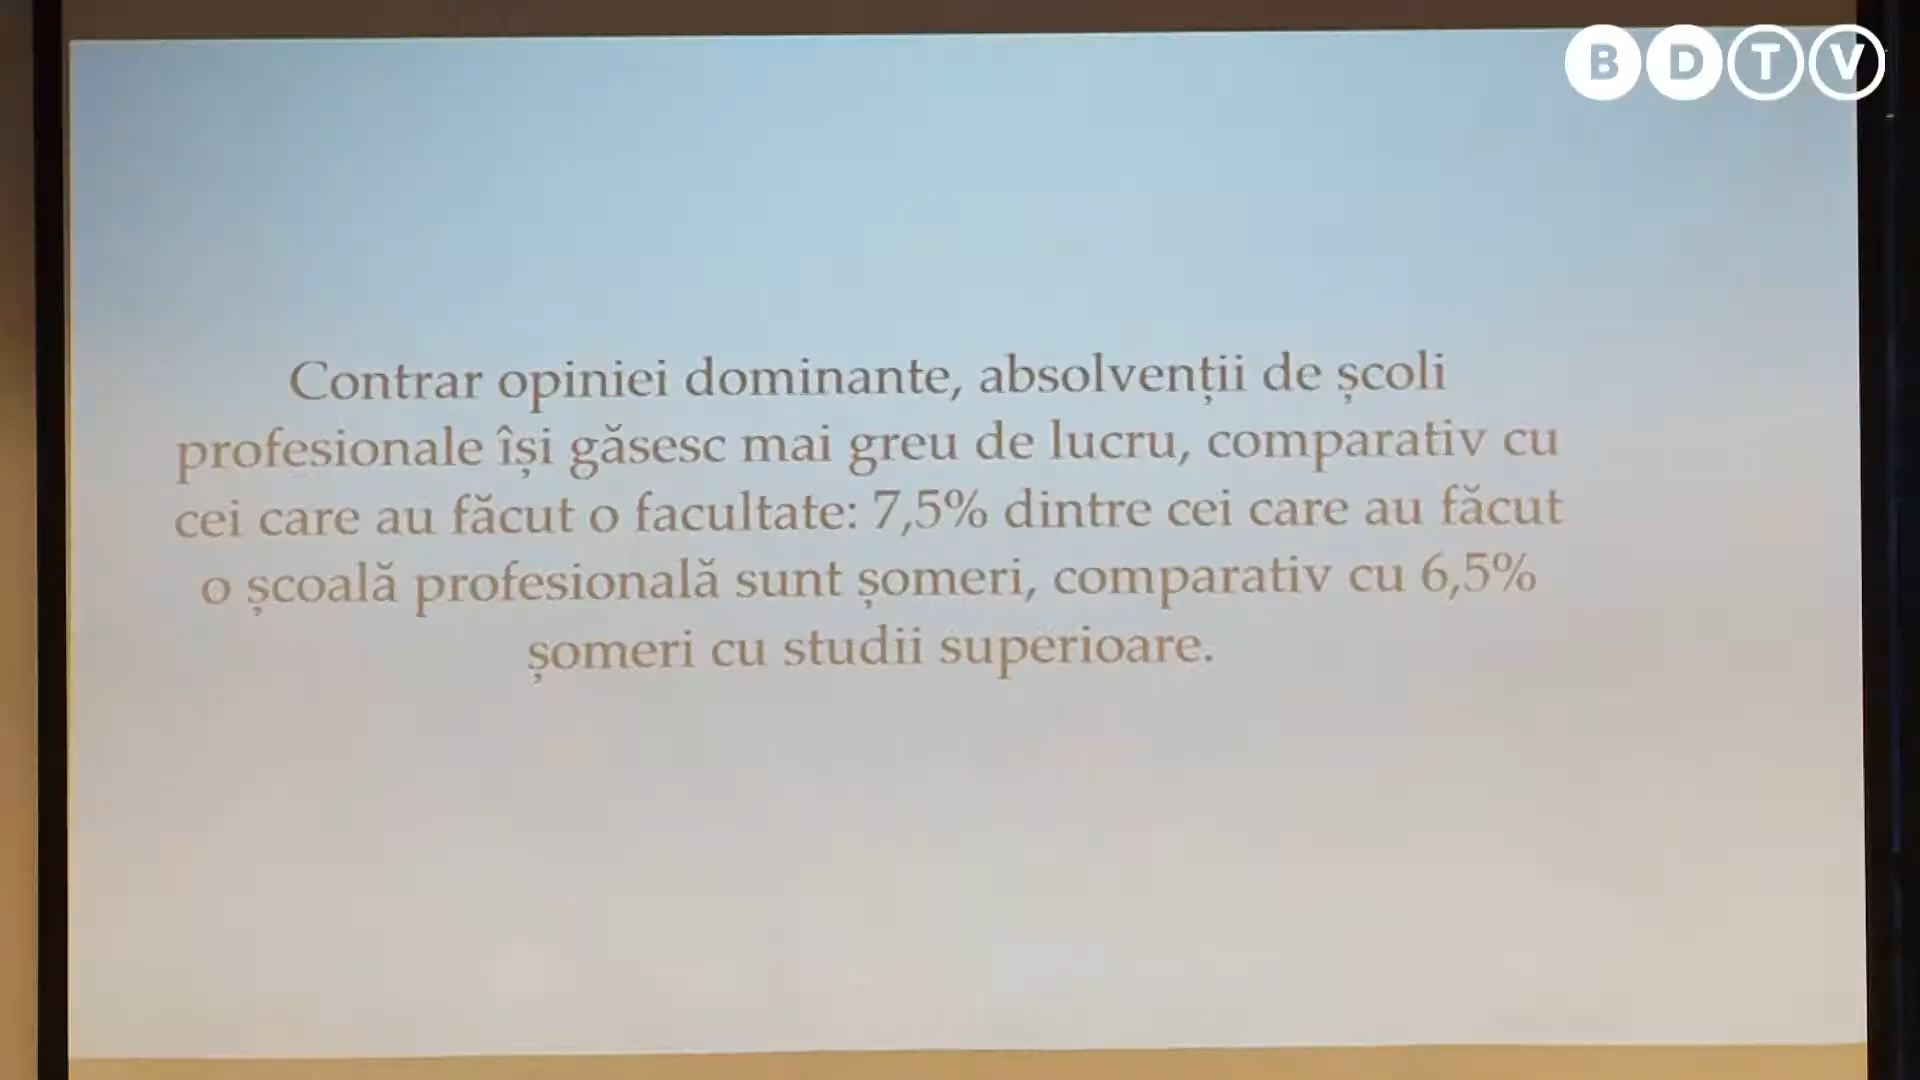 BDTV
Contrar opiniei dominante, absolvenții de școli
profesionale își găsesc mai greu de lucru, comparativ cu
cei care au făcut o facultate: 7,5% dintre cei care au făcut
o școală profesională sunt șomeri, comparativ cu 6,5%
șomeri cu studii superioare.